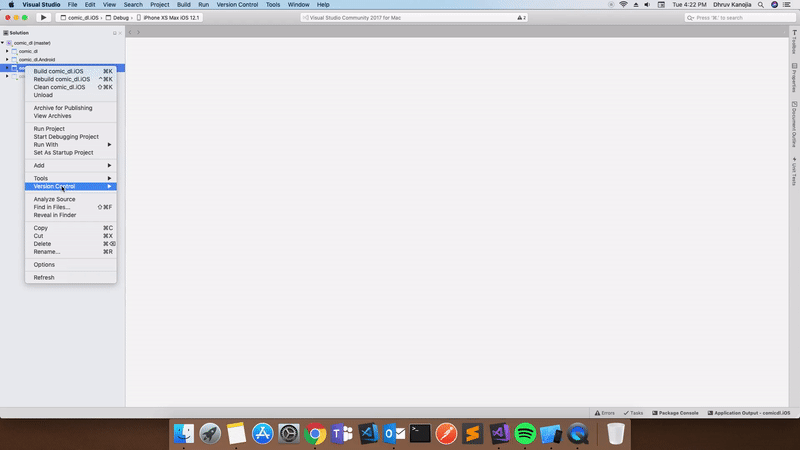 Visual Studio File Edit View Search Project Build Run Version Control Tools Window Help Tue 4:22 PM Dhruv Kanojia
comic_dl.iOS Debug iPhone XS Max iOS 12.1 Visual Studio Community 2017 for Mac 2 Press '⌘.' to search
Solution
comic_dl (master)
comic_dl
comic_dl.Android
Build comic_dl.iOS ⌘K
Rebuild comic_dl.iOS ^⌘K
Clean comic_dl.iOS ⇧⌘K
Unload
Archive for Publishing
View Archives
Run Project
Start Debugging Project
Run With
Set As Startup Project
Add
Tools
Version Control
Analyze Source
Find in Files... ⇧⌘F
Reveal in Finder
Copy ⌘C
Cut ⌘X
Delete ⌘⌫
Rename... ⌘R
Options
Refresh
Toolbox
Properties
Document Outline
Unit Tests
Errors Tasks Package Console Application Output - comicdl.iOS